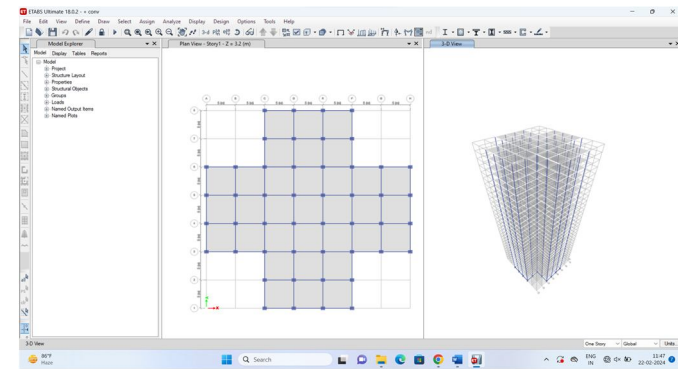 ETABS Ultimate 18.0.2 - + conv
File Edit View Define Draw Select Assign Analyze Display Design Options Tools Help
Model Explorer
Plan View - Story1 - Z = 3.2 (m)
3-D View
Model Display Tables Reports
Model
Project
Structure Layout
Properties
Structural Objects
Groups
Loads
Named Output Items
Named Plots
X
3-D View
One Story Global Units
88°F
Haze
Search
ENG
IN
11:47
22-02-2024